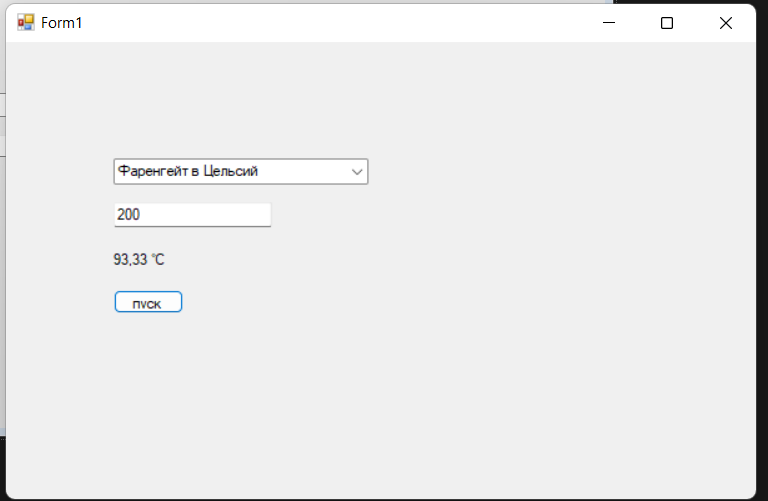 Form1
Фаренгейт в Цельсий
200
93,33 °C
пуск